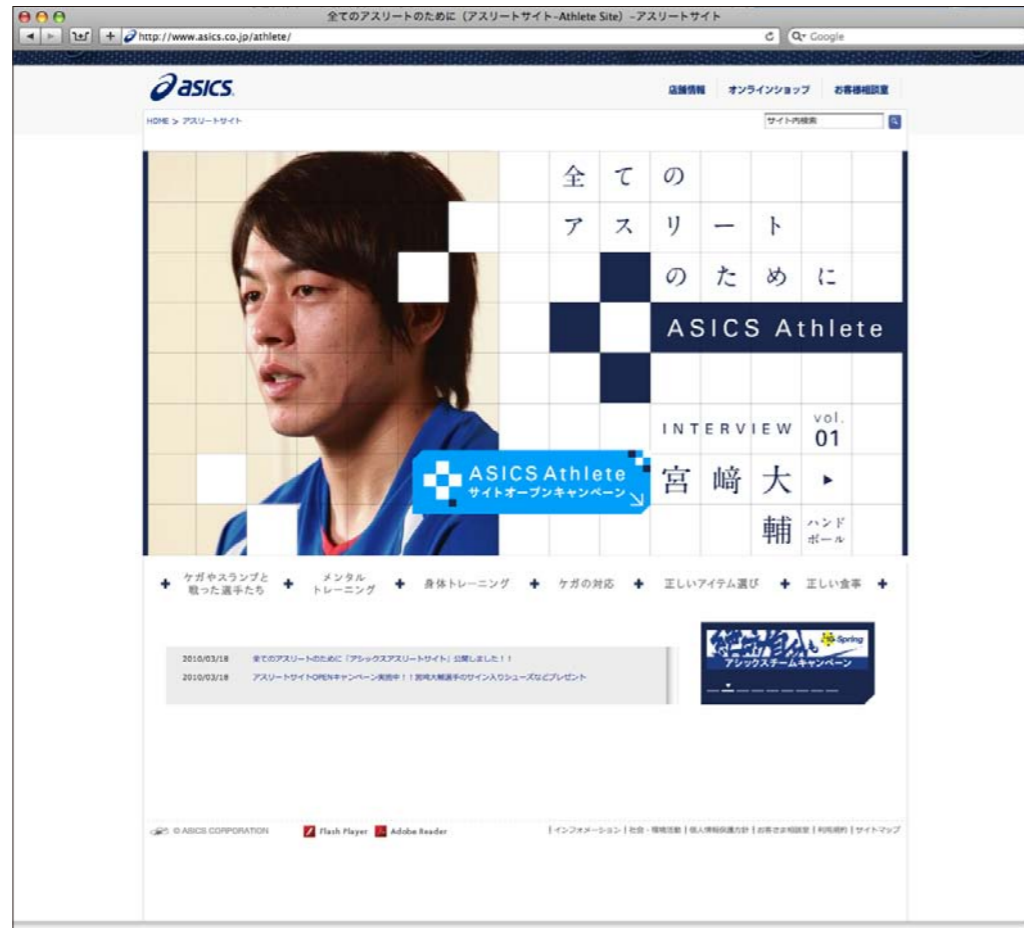 全てのアスリートのために（アスリートサイト-Athlete Site）-アスリートサイト
http://www.asics.co.jp/athlete/
Google
asics
店舗情報 オンラインショップ お客様相談室
HOME > アスリートサイト
サイト内検索
全ての
アスリート
のために
ASICS Athlete
INTERVIEW vol. 01
宮﨑大
輔 ハンドボール
ASICS Athlete
サイトオープンキャンペーン
ケガやスランプと
戦った選手たち
メンタル
トレーニング
身体トレーニング
ケガの対応
正しいアイテム選び
正しい食事
Spring
アシックスチームキャンペーン
2010/03/18 全てのアスリートのために「アシックスアスリートサイト」公開しました！！
2010/03/18 アスリートサイトOPENキャンペーン実施中！！宮﨑大輔選手のサイン入りシューズなどプレゼント
© ASICS CORPORATION
Flash Player
Adobe Reader
| インフォメーション | 社会・環境活動 | 個人情報保護方針 | お客さま相談室 | 利用規約 | サイトマップ